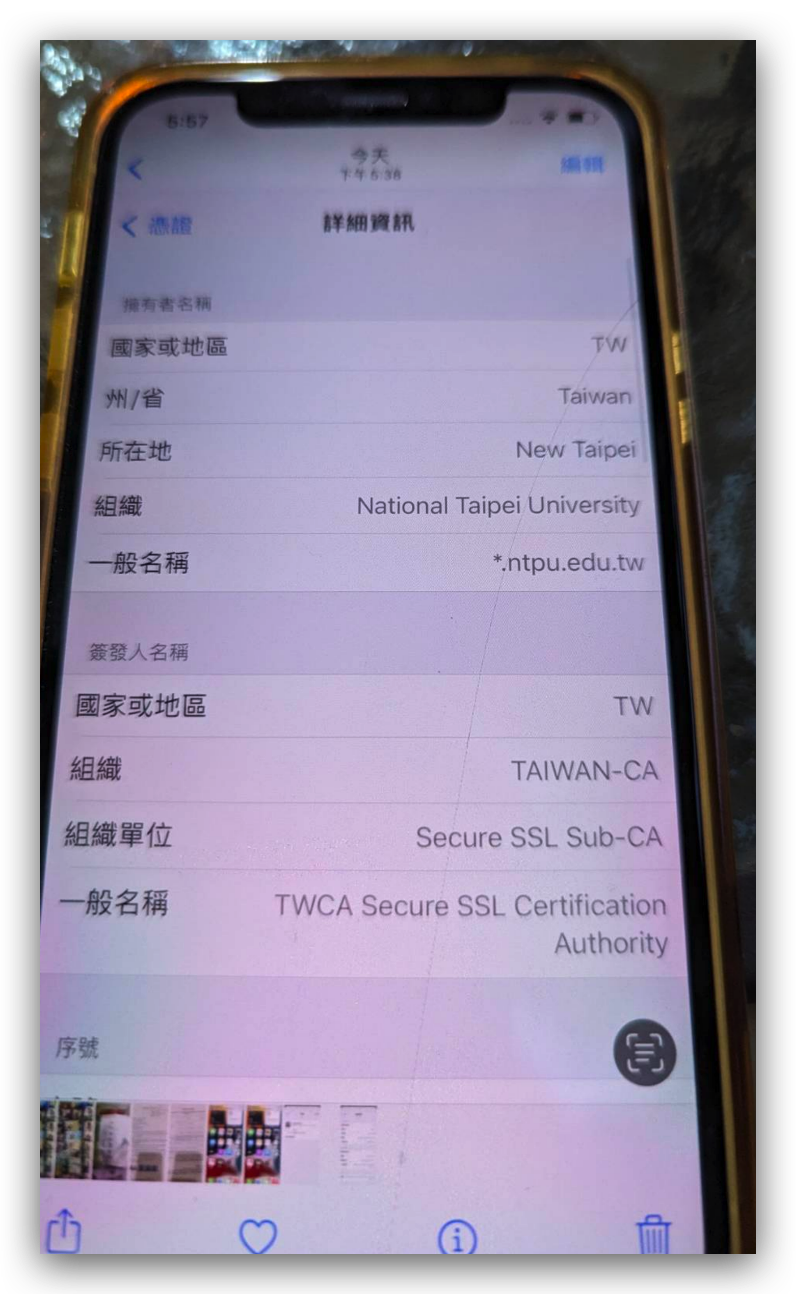 5:57
今天
下午5:38
編輯
憑證
詳細資訊
擁有者名稱
國家或地區 TW
州/省 Taiwan
所在地 New Taipei
組織 National Taipei University
一般名稱 *.ntpu.edu.tw
簽發人名稱
國家或地區 TW
組織 TAIWAN-CA
組織單位 Secure SSL Sub-CA
一般名稱 TWCA Secure SSL Certification
Authority
序號